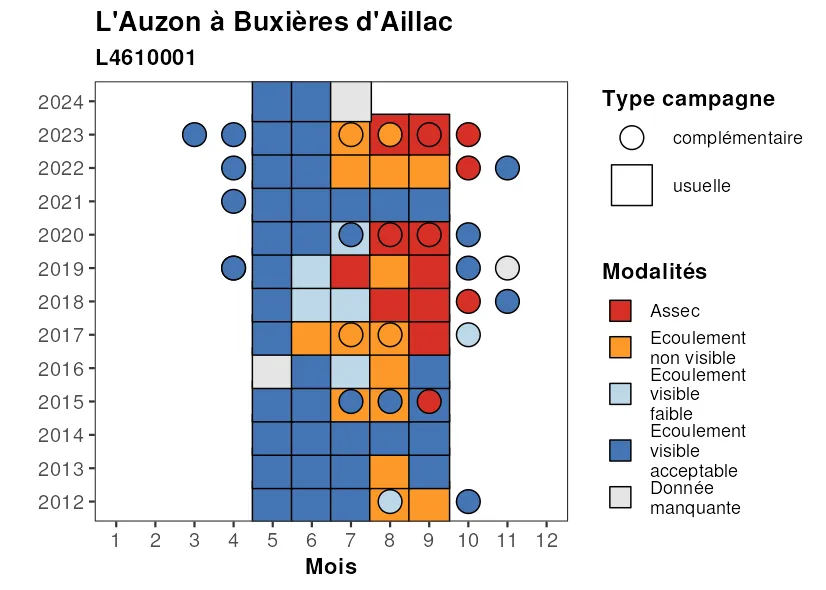 L'Auzon à Buxières d'Aillac
L4610001
2024
2023
2022
2021
2020
2019
2018
2017
2016
2015
2014
2013
2012
1 2 3 4 5 6 7 8 9 10 11 12
Mois
Type campagne
complémentaire
usuelle
Modalités
Assec
Ecoulement
non visible
Ecoulement
visible
faible
Ecoulement
visible
acceptable
Donnée
manquante